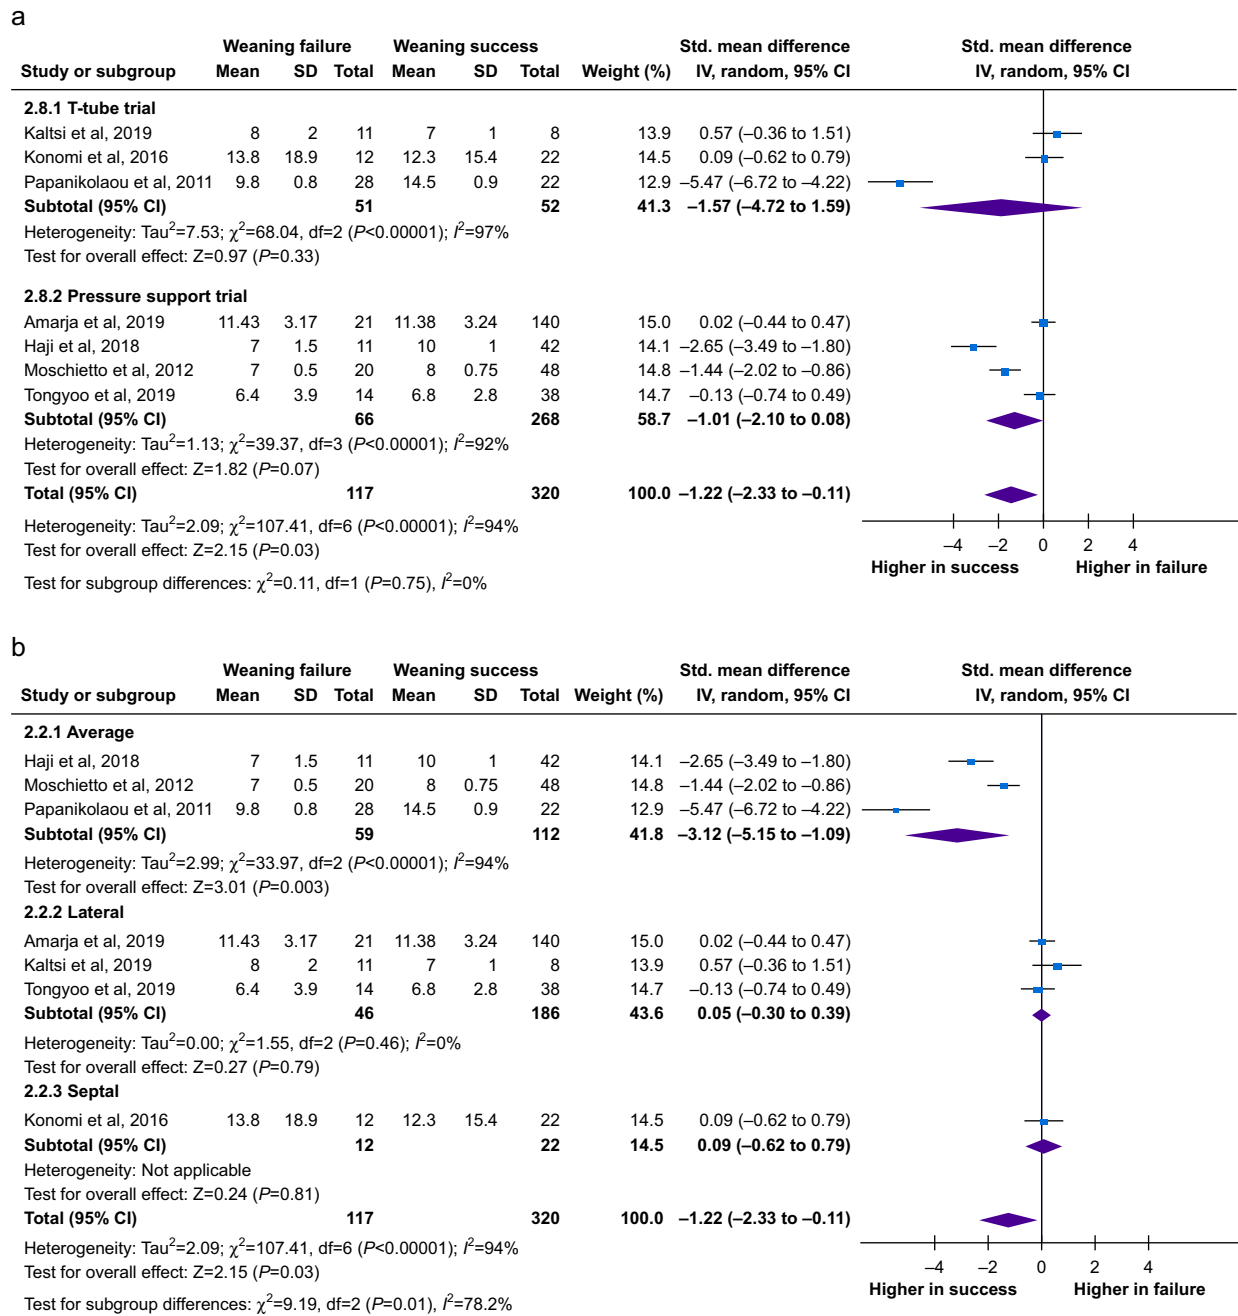 a
Weaning failure Weaning success Std. mean difference Std. mean difference
Study or subgroup Mean SD Total Mean SD Total Weight (%) IV, random, 95% CI IV, random, 95% CI
2.8.1 T-tube trial
Kaltsi et al, 2019 8 2 11 7 1 8 13.9 0.57 (–0.36 to 1.51)
Konomi et al, 2016 13.8 18.9 12 12.3 15.4 22 14.5 0.09 (–0.62 to 0.79)
Papanikolaou et al, 2011 9.8 0.8 28 14.5 0.9 22 12.9 –5.47 (–6.72 to –4.22)
Subtotal (95% CI) 51 52 41.3 –1.57 (–4.72 to 1.59)
Heterogeneity: Tau²=7.53; χ²=68.04, df=2 (P<0.00001); I²=97%
Test for overall effect: Z=0.97 (P=0.33)
2.8.2 Pressure support trial
Amarja et al, 2019 11.43 3.17 21 11.38 3.24 140 15.0 0.02 (–0.44 to 0.47)
Haji et al, 2018 7 1.5 11 10 1 42 14.1 –2.65 (–3.49 to –1.80)
Moschietto et al, 2012 7 0.5 20 8 0.75 48 14.8 –1.44 (–2.02 to –0.86)
Tongyoo et al, 2019 6.4 3.9 14 6.8 2.8 38 14.7 –0.13 (–0.74 to 0.49)
Subtotal (95% CI) 66 268 58.7 –1.01 (–2.10 to 0.08)
Heterogeneity: Tau²=1.13; χ²=39.37, df=3 (P<0.00001); I²=92%
Test for overall effect: Z=1.82 (P=0.07)
Total (95% CI) 117 320 100.0 –1.22 (–2.33 to –0.11)
Heterogeneity: Tau²=2.09; χ²=107.41, df=6 (P<0.00001); I²=94%
Test for overall effect: Z=2.15 (P=0.03)
Test for subgroup differences: χ²=0.11, df=1 (P=0.75), I²=0%
–4 –2 0 2 4
Higher in success Higher in failure
b
Weaning failure Weaning success Std. mean difference Std. mean difference
Study or subgroup Mean SD Total Mean SD Total Weight (%) IV, random, 95% CI IV, random, 95% CI
2.2.1 Average
Haji et al, 2018 7 1.5 11 10 1 42 14.1 –2.65 (–3.49 to –1.80)
Moschietto et al, 2012 7 0.5 20 8 0.75 48 14.8 –1.44 (–2.02 to –0.86)
Papanikolaou et al, 2011 9.8 0.8 28 14.5 0.9 22 12.9 –5.47 (–6.72 to –4.22)
Subtotal (95% CI) 59 112 41.8 –3.12 (–5.15 to –1.09)
Heterogeneity: Tau²=2.99; χ²=33.97, df=2 (P<0.00001); I²=94%
Test for overall effect: Z=3.01 (P=0.003)
2.2.2 Lateral
Amarja et al, 2019 11.43 3.17 21 11.38 3.24 140 15.0 0.02 (–0.44 to 0.47)
Kaltsi et al, 2019 8 2 11 7 1 8 13.9 0.57 (–0.36 to 1.51)
Tongyoo et al, 2019 6.4 3.9 14 6.8 2.8 38 14.7 –0.13 (–0.74 to 0.49)
Subtotal (95% CI) 46 186 43.6 0.05 (–0.30 to 0.39)
Heterogeneity: Tau²=0.00; χ²=1.55, df=2 (P=0.46); I²=0%
Test for overall effect: Z=0.27 (P=0.79)
2.2.3 Septal
Konomi et al, 2016 13.8 18.9 12 12.3 15.4 22 14.5 0.09 (–0.62 to 0.79)
Subtotal (95% CI) 12 22 14.5 0.09 (–0.62 to 0.79)
Heterogeneity: Not applicable
Test for overall effect: Z=0.24 (P=0.81)
Total (95% CI) 117 320 100.0 –1.22 (–2.33 to –0.11)
Heterogeneity: Tau²=2.09; χ²=107.41, df=6 (P<0.00001); I²=94%
Test for overall effect: Z=2.15 (P=0.03)
Test for subgroup differences: χ²=9.19, df=2 (P=0.01), I²=78.2%
–4 –2 0 2 4
Higher in success Higher in failure